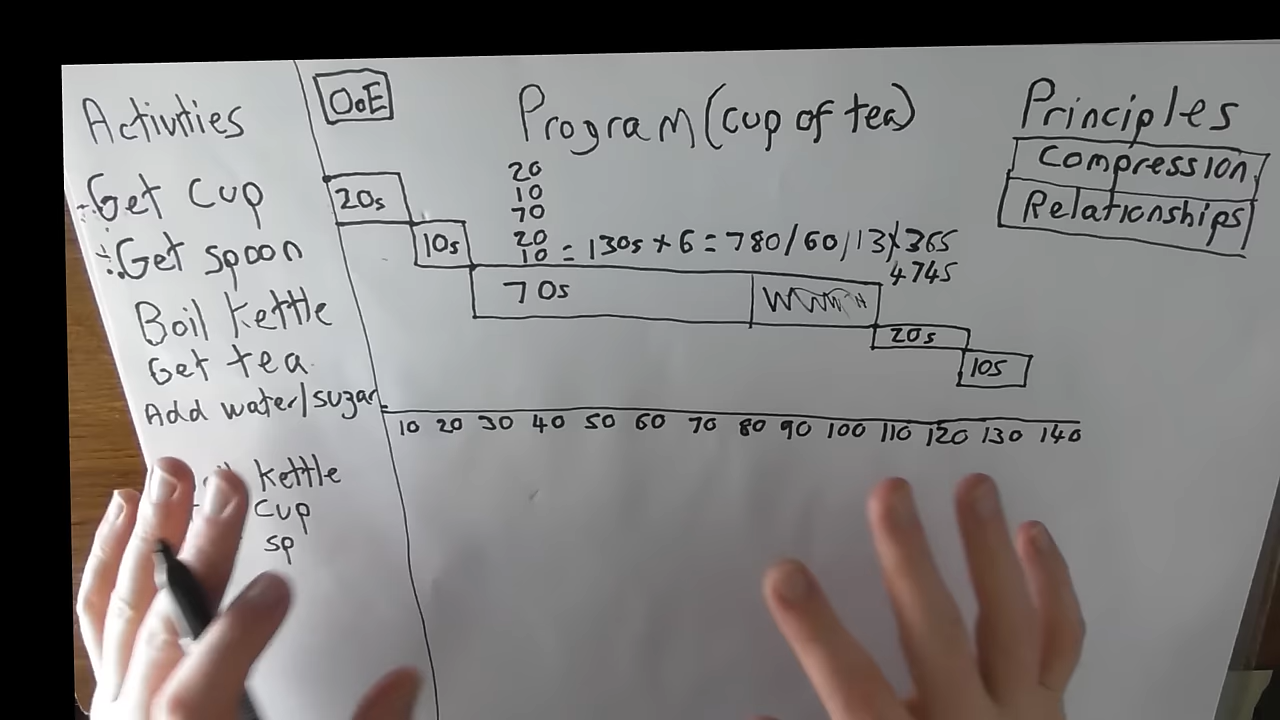 Activities
OoE
Program (cup of tea)
Principles
Compression
Relationships
Get cup
Get spoon
Boil kettle
Get tea
Add water/sugar
20s
10s
70s
20s
10s
20
10
70
20
10 = 130s * 6 = 780/60, 13 * 365
4745
10 20 30 40 50 60 70 80 90 100 110 120 130 140
kettle
cup
sp